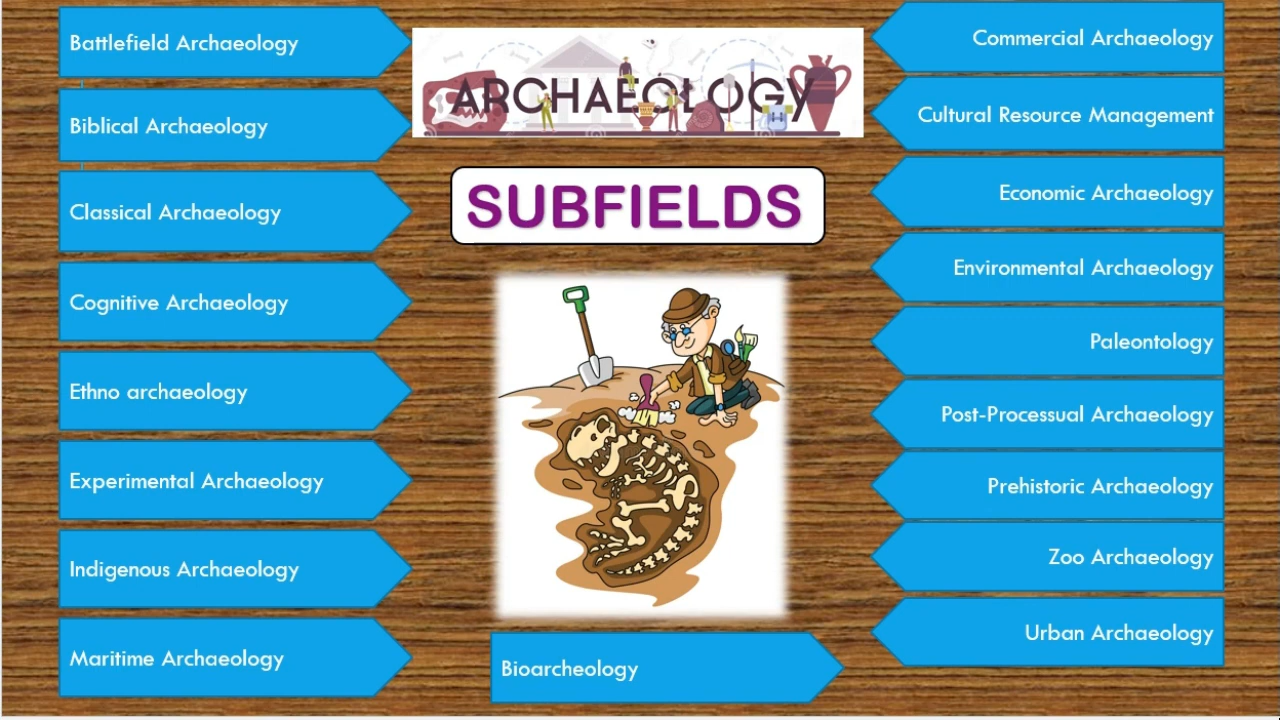 Battlefield Archaeology
Biblical Archaeology
Classical Archaeology
Cognitive Archaeology
Ethno archaeology
Experimental Archaeology
Indigenous Archaeology
Maritime Archaeology
ARCHAEOLOGY
SUBFIELDS
Bioarcheology
Commercial Archaeology
Cultural Resource Management
Economic Archaeology
Environmental Archaeology
Paleontology
Post-Processual Archaeology
Prehistoric Archaeology
Zoo Archaeology
Urban Archaeology